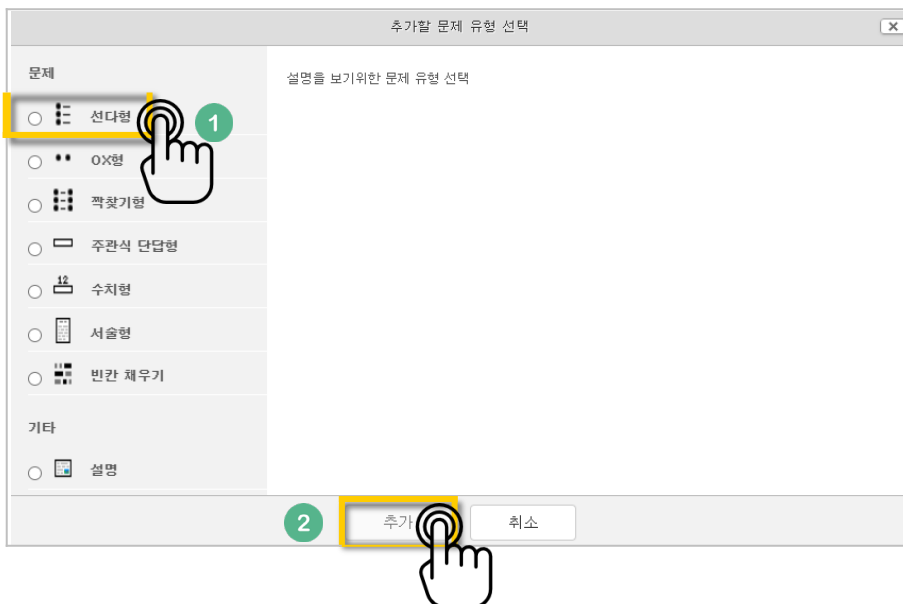 추가할 문제 유형 선택
문제
설명을 보기위한 문제 유형 선택
선다형
1
OX형
짝찾기형
주관식 단답형
12
수치형
서술형
빈칸 채우기
기타
설명
2
추가
취소